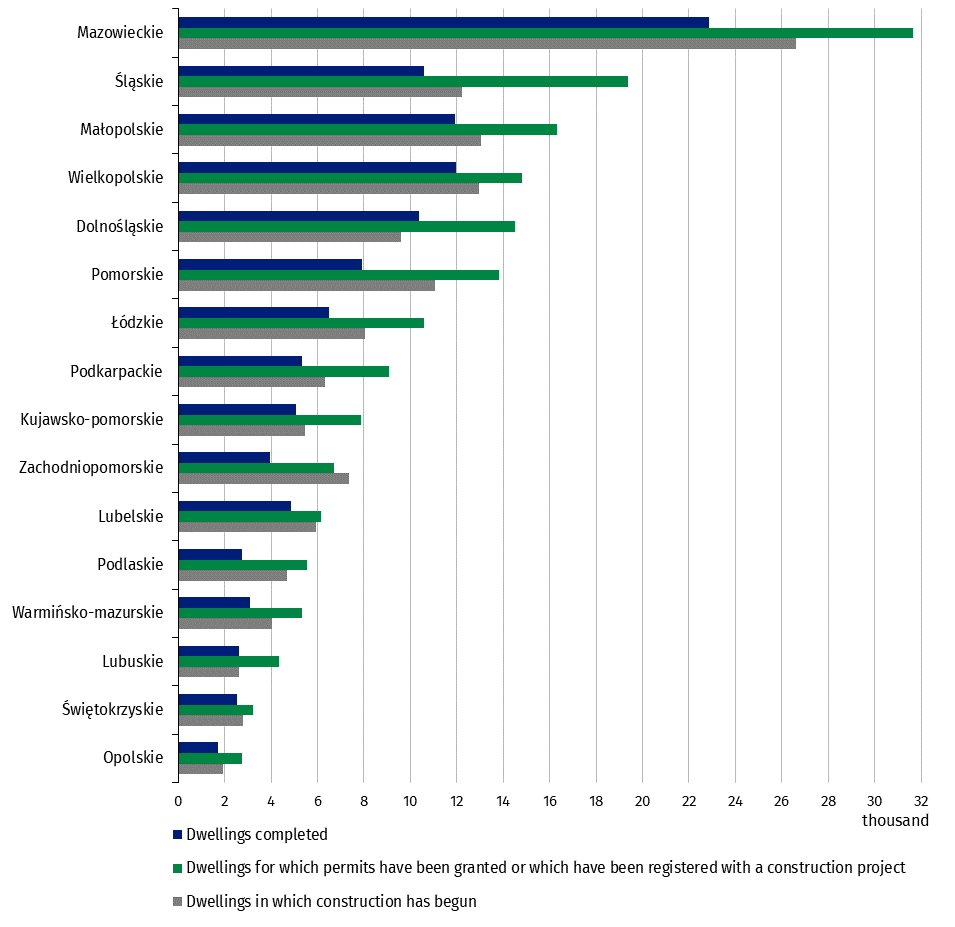 Mazowieckie
Śląskie
Małopolskie
Wielkopolskie
Dolnośląskie
Pomorskie
Łódzkie
Podkarpackie
Kujawsko-pomorskie
Zachodniopomorskie
Lubelskie
Podlaskie
Warmińsko-mazurskie
Lubuskie
Świętokrzyskie
Opolskie
0 2 4 6 8 10 12 14 16 18 20 22 24 26 28 30 32
thousand
Dwellings completed
Dwellings for which permits have been granted or which have been registered with a construction project
Dwellings in which construction has begun